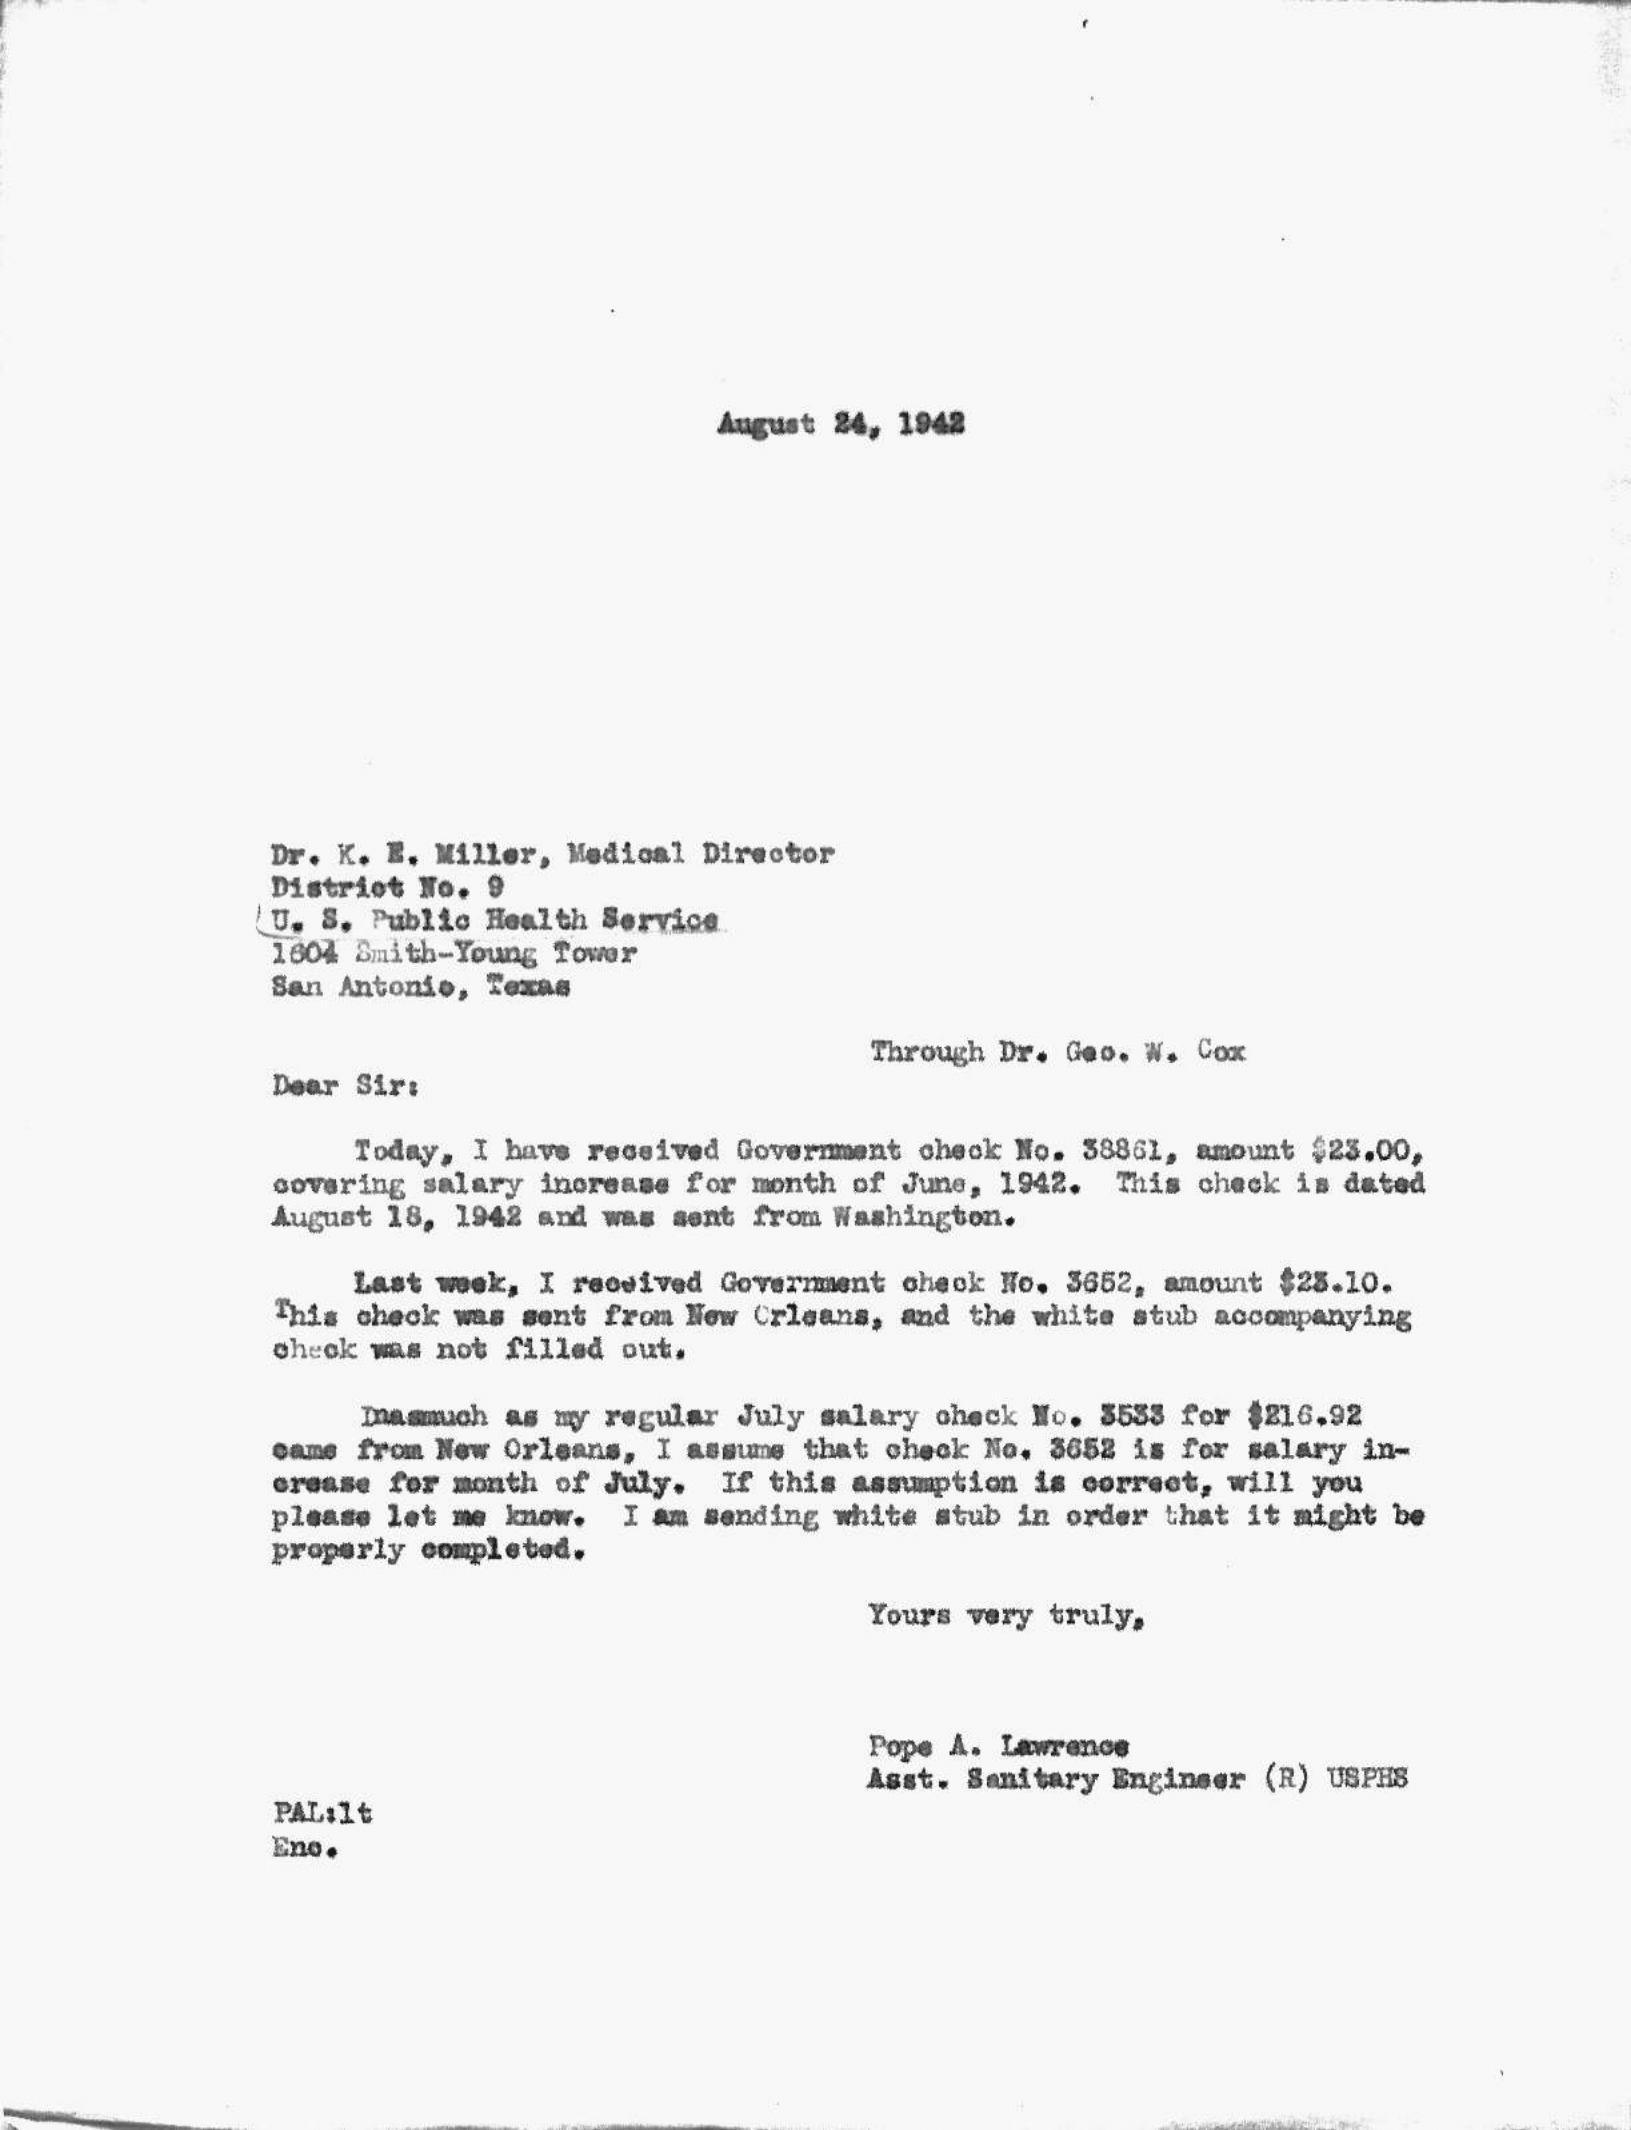 August 24, 1942
Dr. K. E. Miller, Medical Director
District No. 9
U. S. Public Health Service
1604 Smith-Young Tower
San Antonio, Texas
Through Dr. Geo. W. Cox
Dear Sir:
Today, I have received Government check No. 38861, amount $23.00,
covering salary increase for month of June, 1942. This check is dated
August 18, 1942 and was sent from Washington.
Last week, I received Government check No. 3652, amount $23.10.
This check was sent from New Orleans, and the white stub accompanying
check was not filled out.
Inasmuch as my regular July salary check No. 3533 for $216.92
came from New Orleans, I assume that check No. 3652 is for salary in-
crease for month of July. If this assumption is correct, will you
please let me know. I am sending white stub in order that it might be
properly completed.
Yours very truly,
Pope A. Lawrence
Asst. Sanitary Engineer (R) USPHS
PAL:lt
Enc.